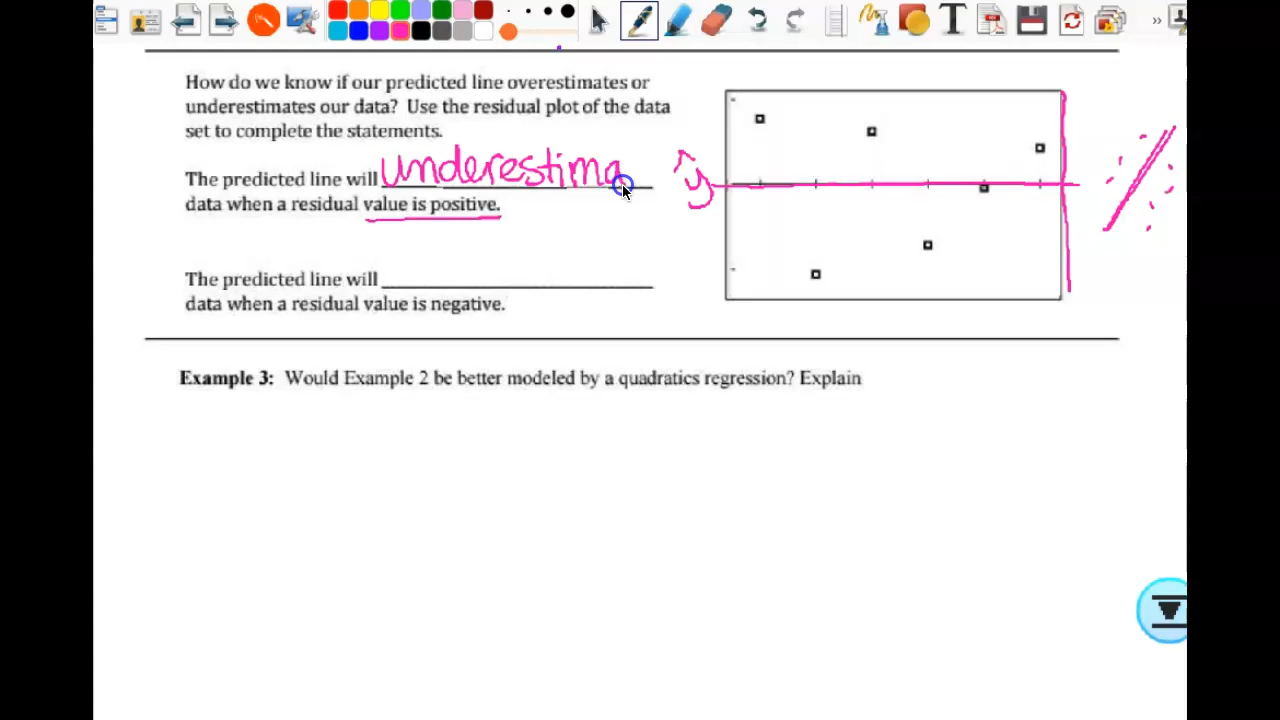 How do we know if our predicted line overestimates or
underestimates our data? Use the residual plot of the data
set to complete the statements.
The predicted line will underestima
data when a residual value is positive.
ŷ
The predicted line will
data when a residual value is negative.
Example 3: Would Example 2 be better modeled by a quadratics regression? Explain